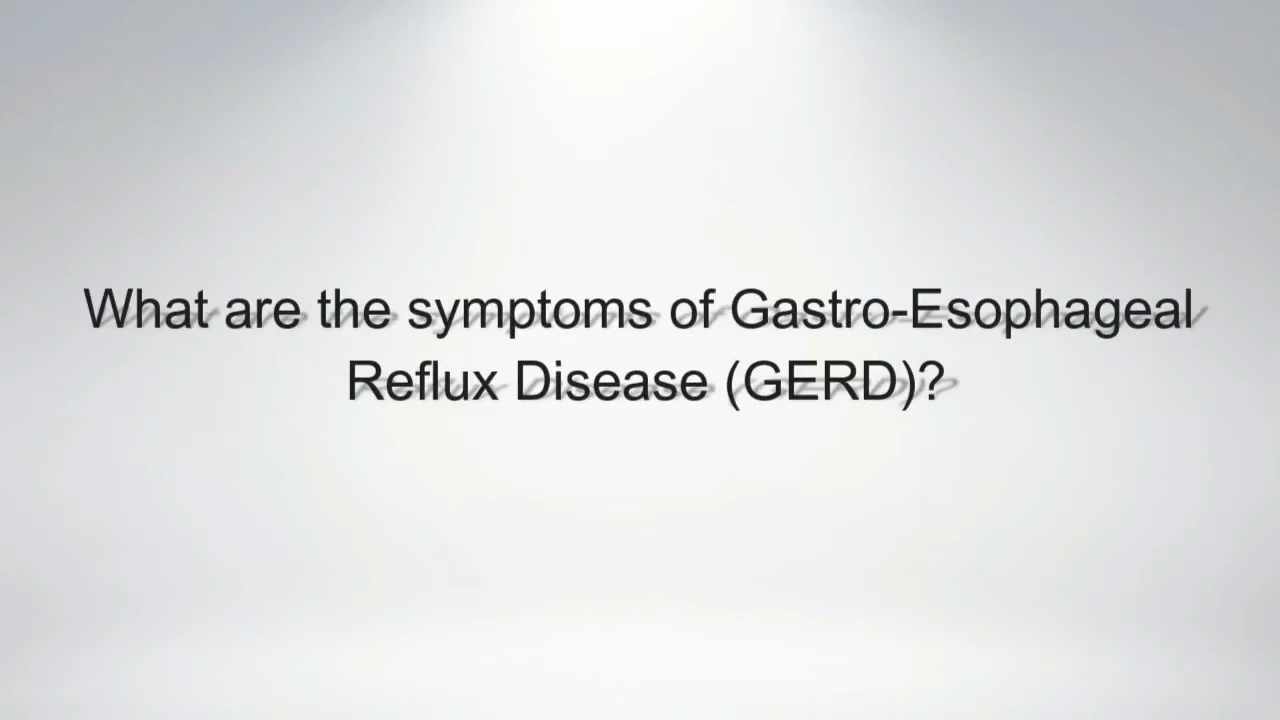 What are the symptoms of Gastro-Esophageal
Reflux Disease (GERD)?